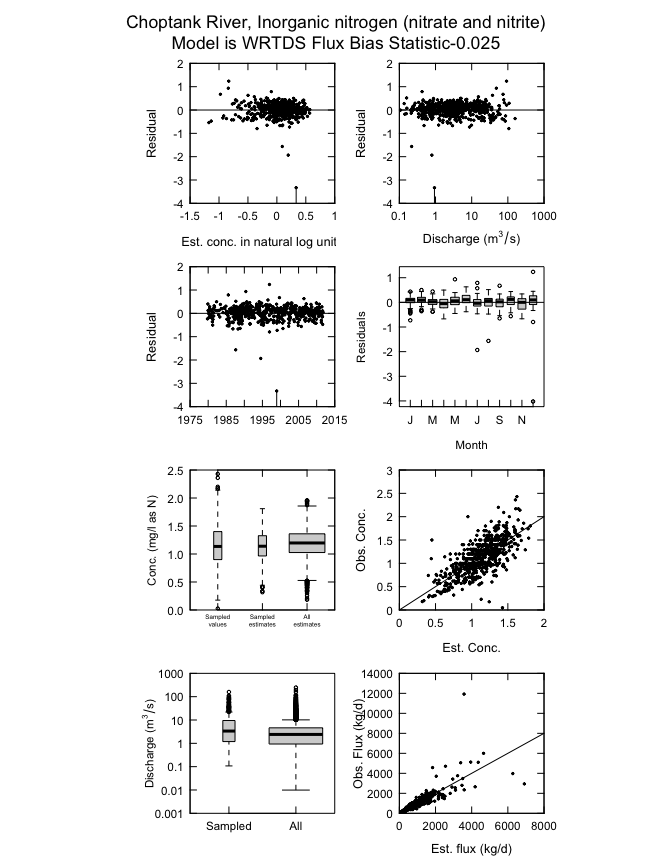 Choptank River, Inorganic nitrogen (nitrate and nitrite)
Model is WRTDS Flux Bias Statistic-0.025
2
1
0
-1
-2
-3
-4
Residual
-1.5 -1 -0.5 0 0.5 1
Est. conc. in natural log unit
2
1
0
-1
-2
-3
-4
Residual
0.1 1 10 100 1000
Discharge (m³/s)
2
1
0
-1
-2
-3
-4
Residual
1975 1985 1995 2005 2015
1
0
-1
-2
-3
-4
Residuals
J M M J S N
Month
2.5
2.0
1.5
1.0
0.5
0.0
Conc. (mg/l as N)
Sampled values
Sampled estimates
All estimates
3
2.5
2
1.5
1
0.5
0
Obs. Conc.
0 0.5 1 1.5 2
Est. Conc.
1000
100
10
1
0.1
0.01
0.001
Discharge (m³/s)
Sampled All
14000
12000
10000
8000
6000
4000
2000
0
Obs. Flux (kg/d)
0 2000 4000 6000 8000
Est. flux (kg/d)